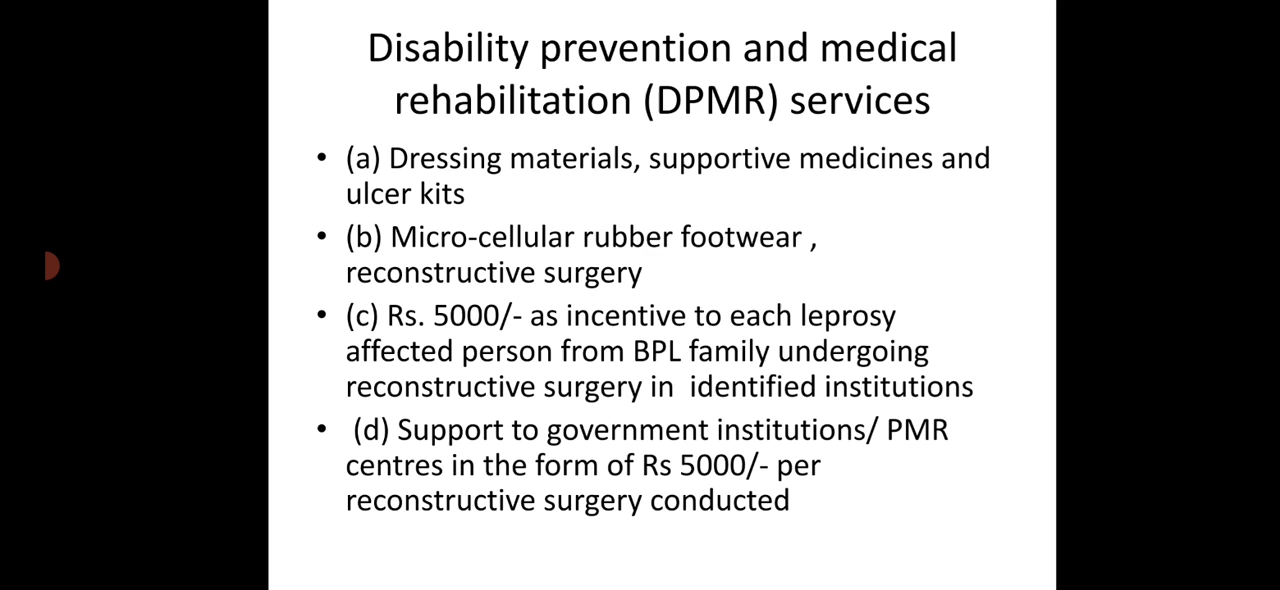 Disability prevention and medical
rehabilitation (DPMR) services
• (a) Dressing materials, supportive medicines and
ulcer kits
• (b) Micro-cellular rubber footwear ,
reconstructive surgery
• (c) Rs. 5000/- as incentive to each leprosy
affected person from BPL family undergoing
reconstructive surgery in  identified institutions
•  (d) Support to government institutions/ PMR
centres in the form of Rs 5000/- per
reconstructive surgery conducted